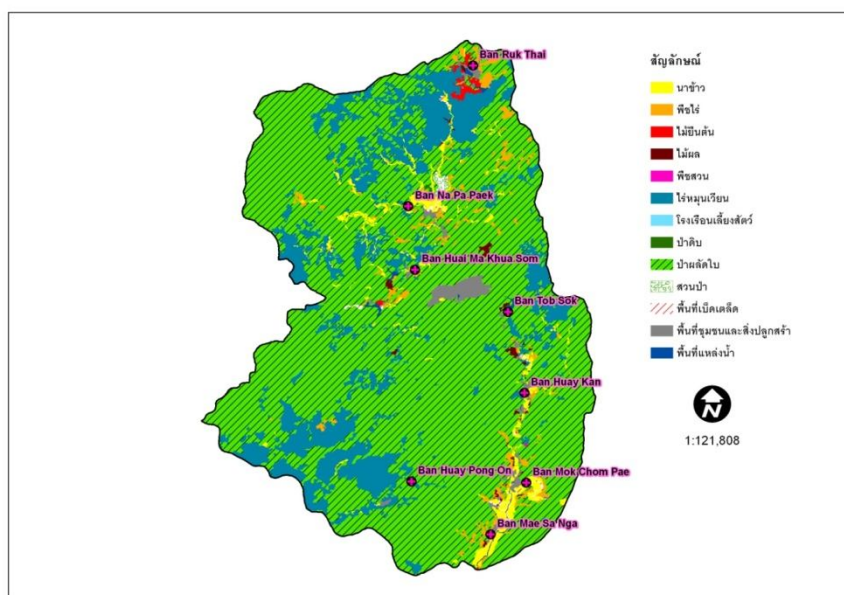 Ban Ruk Thai
Ban Na Pa Paek
Ban Huai Ma Khua Som
Ban Tob Sok
Ban Huay Kan
Ban Huay Pong On
Ban Mok Chom Pae
Ban Mae Sa Nga
สัญลักษณ์
นาข้าว
พืชไร่
ไม้ยืนต้น
ไม้ผล
พืชสวน
ไร่หมุนเวียน
โรงเรือนเลี้ยงสัตว์
ป่าดิบ
ป่าผลัดใบ
สวนป่า
พื้นที่เบ็ดเตล็ด
พื้นที่ชุมชนและสิ่งปลูกสร้า
พื้นที่แหล่งน้ำ
N
1:121,808